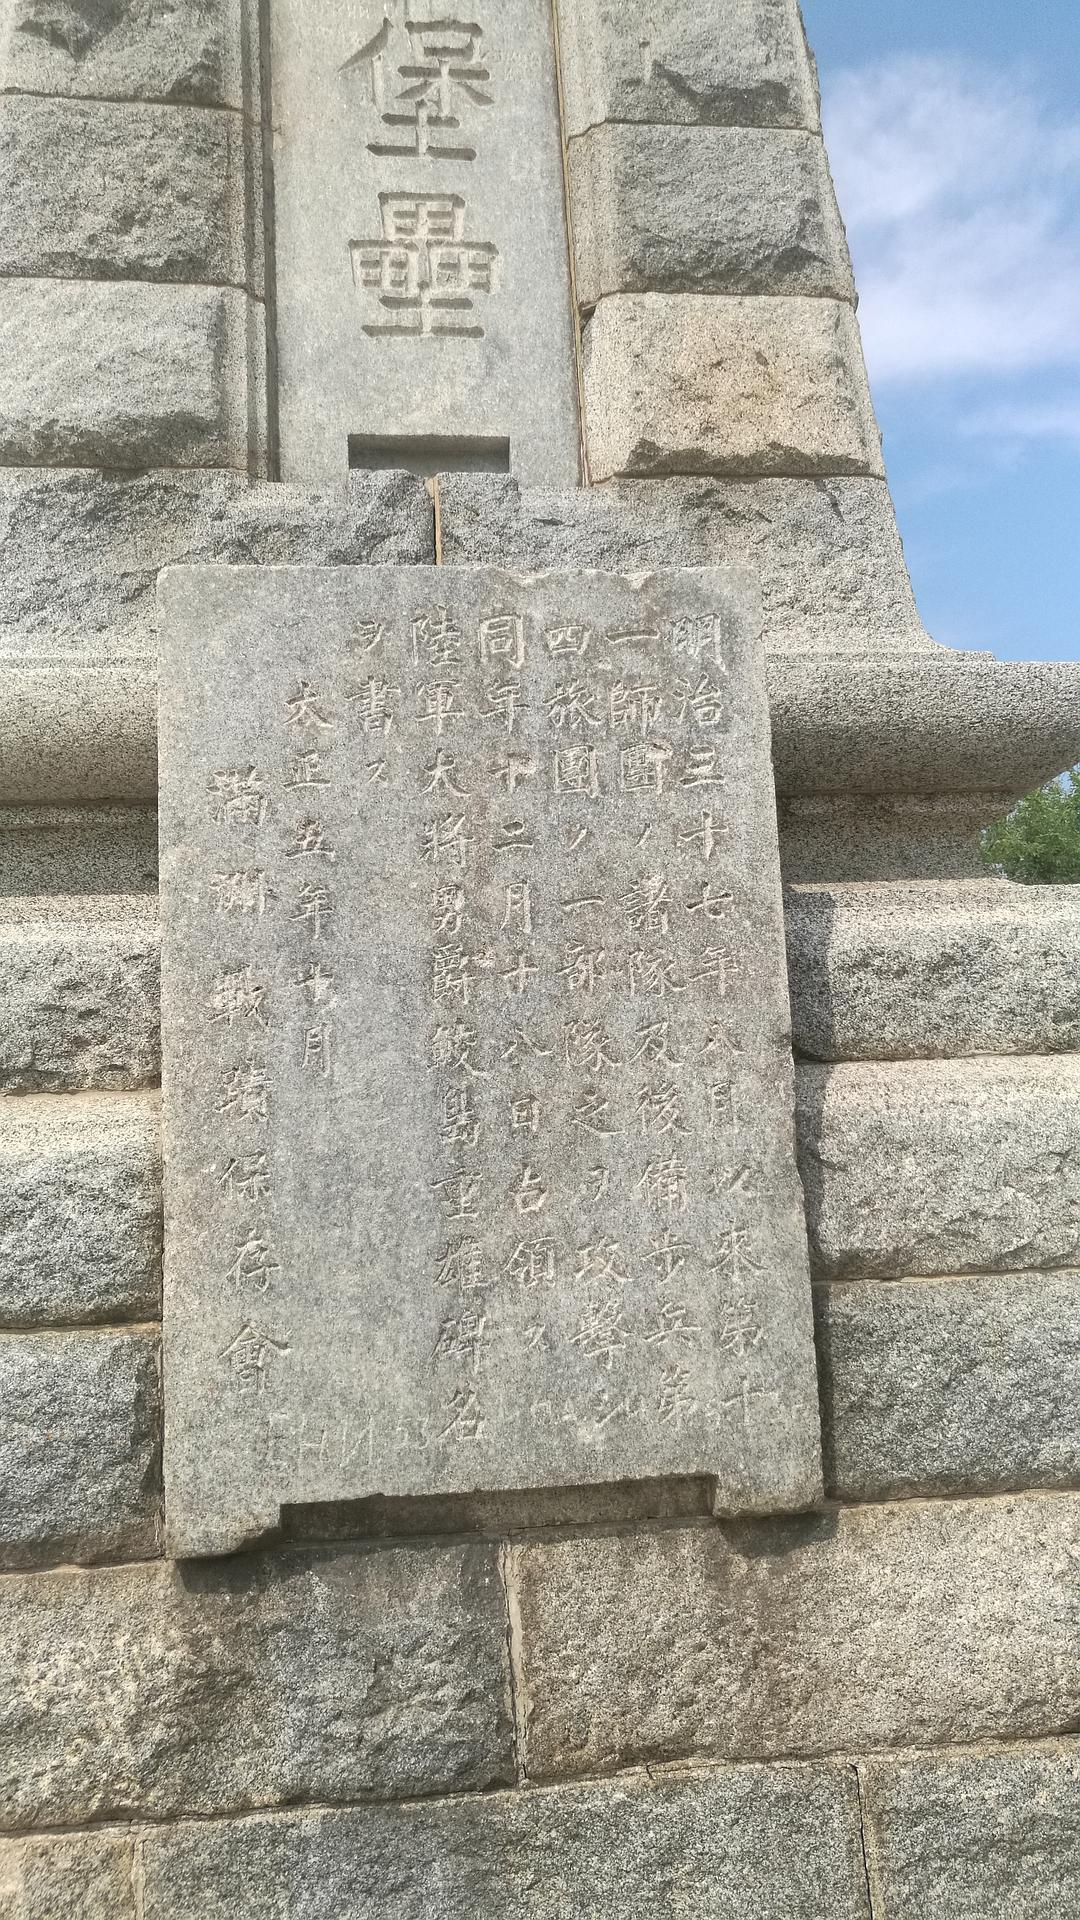 堡壘
明治三十七年八月以來第十
一師團ノ諸隊及後備步兵第
四旅團ノ一部隊之ヲ攻擊シ
同年十二月十八日占領ス
陸軍大將男爵鮫島重雄碑名
ヲ書ス
大正五年十月
滿洲戰蹟保存會